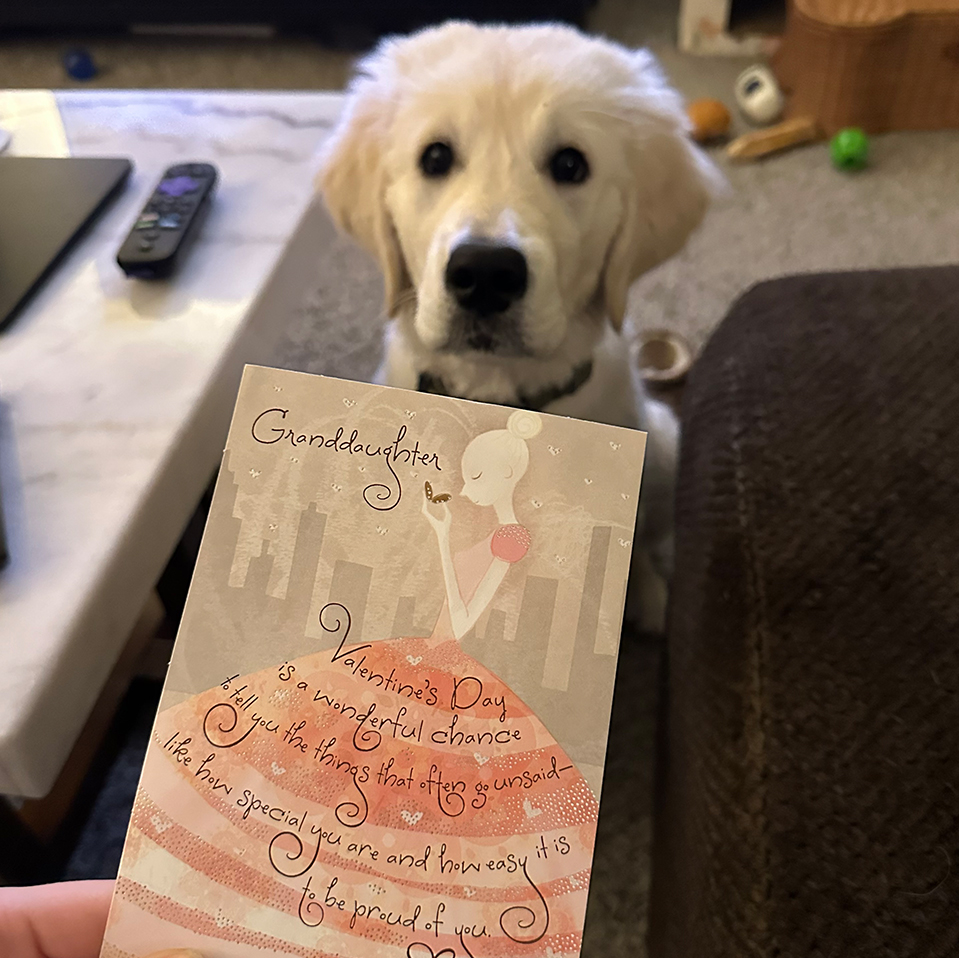 Granddaughter
Valentine's Day
is a wonderful chance
to tell you the things that often go unsaid—
like how special you are and how easy it is
to be proud of you.